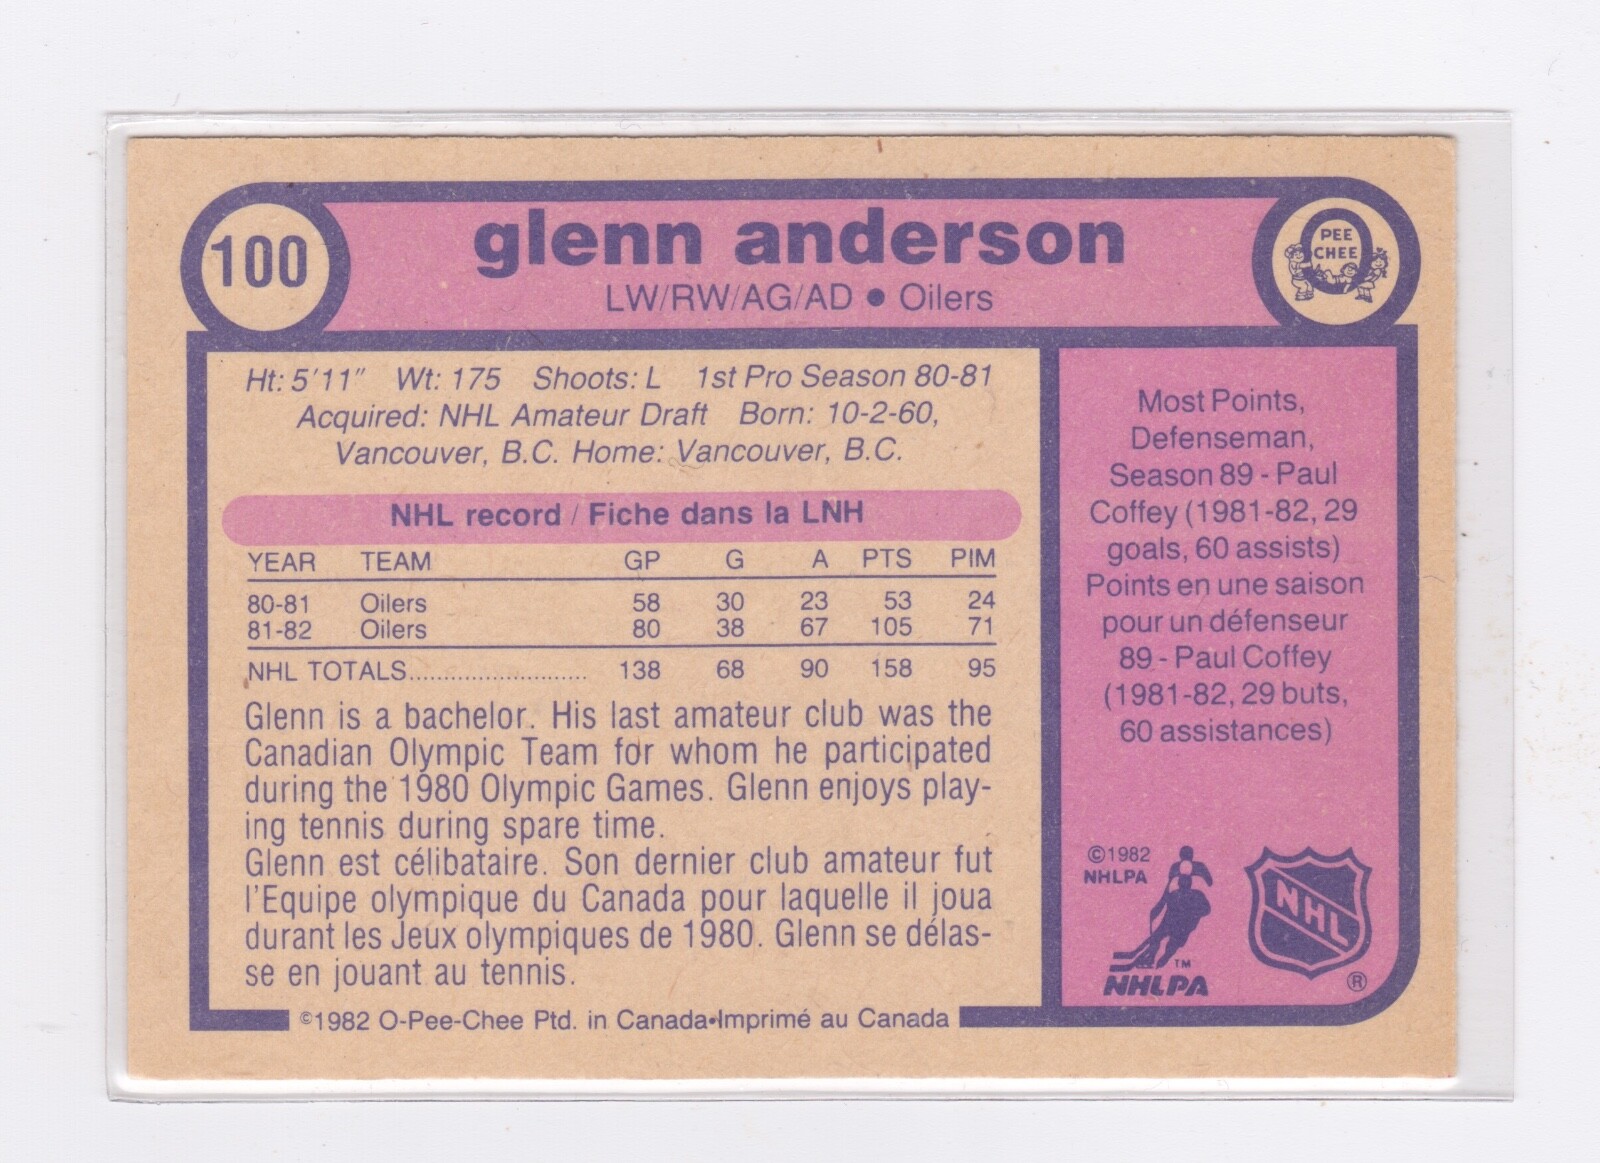 100
glenn anderson
LW/RW/AG/AD • Oilers
PEE
CHEE
Ht: 5'11" Wt: 175 Shoots: L 1st Pro Season 80-81
Acquired: NHL Amateur Draft Born: 10-2-60,
Vancouver, B.C. Home: Vancouver, B.C.
NHL record / Fiche dans la LNH
YEAR TEAM GP G A PTS PIM
80-81 Oilers 58 30 23 53 24
81-82 Oilers 80 38 67 105 71
NHL TOTALS.......................... 138 68 90 158 95
Glenn is a bachelor. His last amateur club was the
Canadian Olympic Team for whom he participated
during the 1980 Olympic Games. Glenn enjoys play-
ing tennis during spare time.
Glenn est célibataire. Son dernier club amateur fut
l'Equipe olympique du Canada pour laquelle il joua
durant les Jeux olympiques de 1980. Glenn se délas-
se en jouant au tennis.
©1982 O-Pee-Chee Ptd. in Canada•Imprimé au Canada
Most Points,
Defenseman,
Season 89 - Paul
Coffey (1981-82, 29
goals, 60 assists)
Points en une saison
pour un défenseur
89 - Paul Coffey
(1981-82, 29 buts,
60 assistances)
©1982
NHLPA
TM
NHLPA
NHL
®